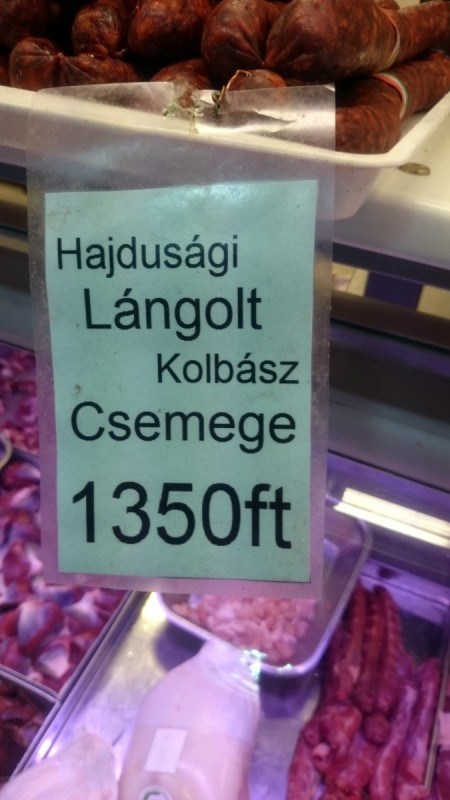 Hajdusági
Lángolt
Kolbász
Csemege
1350ft